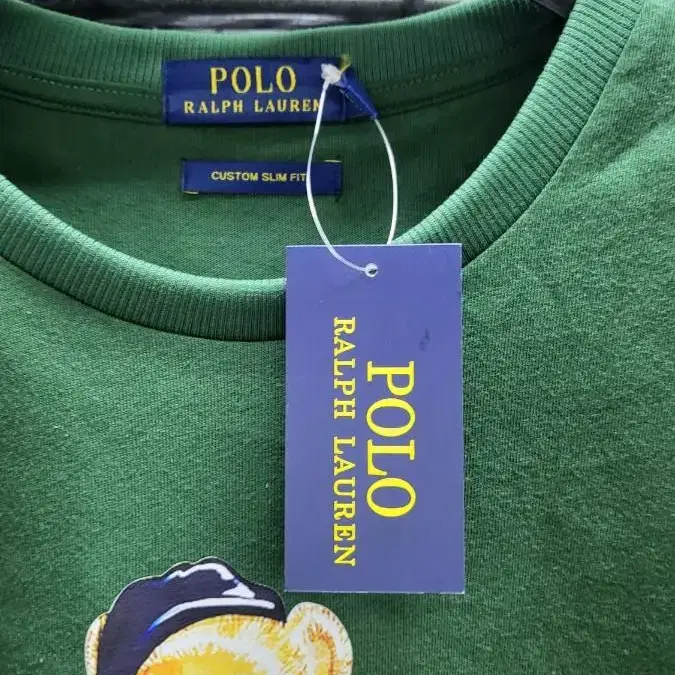 POLO
RALPH LAUREN
CUSTOM SLIM FIT
POLO
RALPH LAUREN